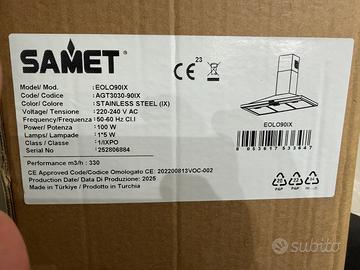 SAMET
CE 23
Model/ Mod. : EOLO90IX
Code/ Codice : AGT3030-90IX
Color/ Colore : STAINLESS STEEL (IX)
Voltage/ Tensione : 220-240 V AC
Frequency/Frequenza : 50-60 Hz Cl.I
Power/Potenza : 100 W
Lamps/Lampade : 1*5 W
Class / Classe : 1/IXPO
Serial No : 252806884
EOLO90IX
Performance m3/h : 330
CE Approved Code/Codice Omologato CE: 202200813VOC-002
Production Date/ Data Di Produzione: 2025
Made in Türkiye / Prodotto in Turchia
subito